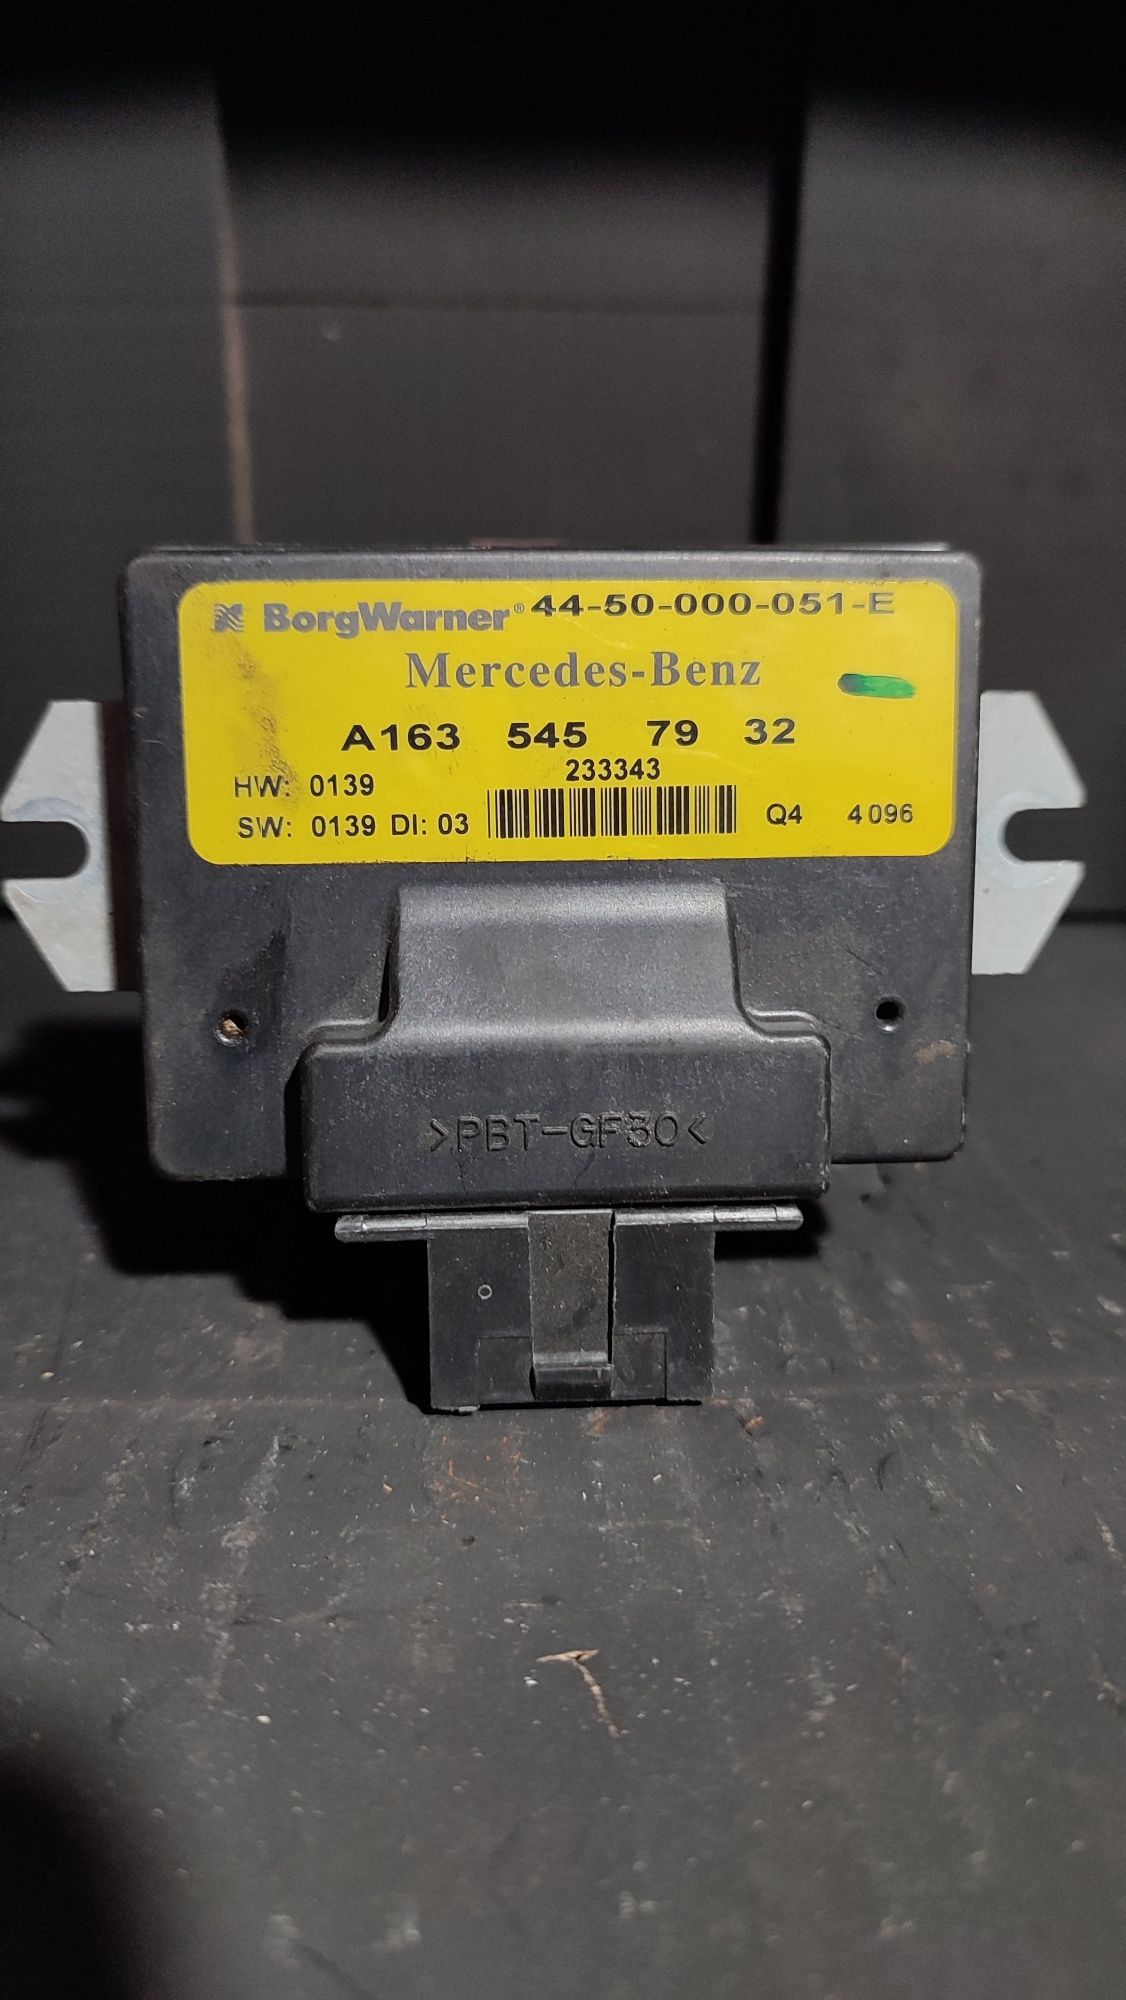 BorgWarner® 44-50-000-051-E
Mercedes-Benz
A163 545 79 32
233343
HW: 0139
SW: 0139 DI: 03 Q4 4096
>PBT-GF30<